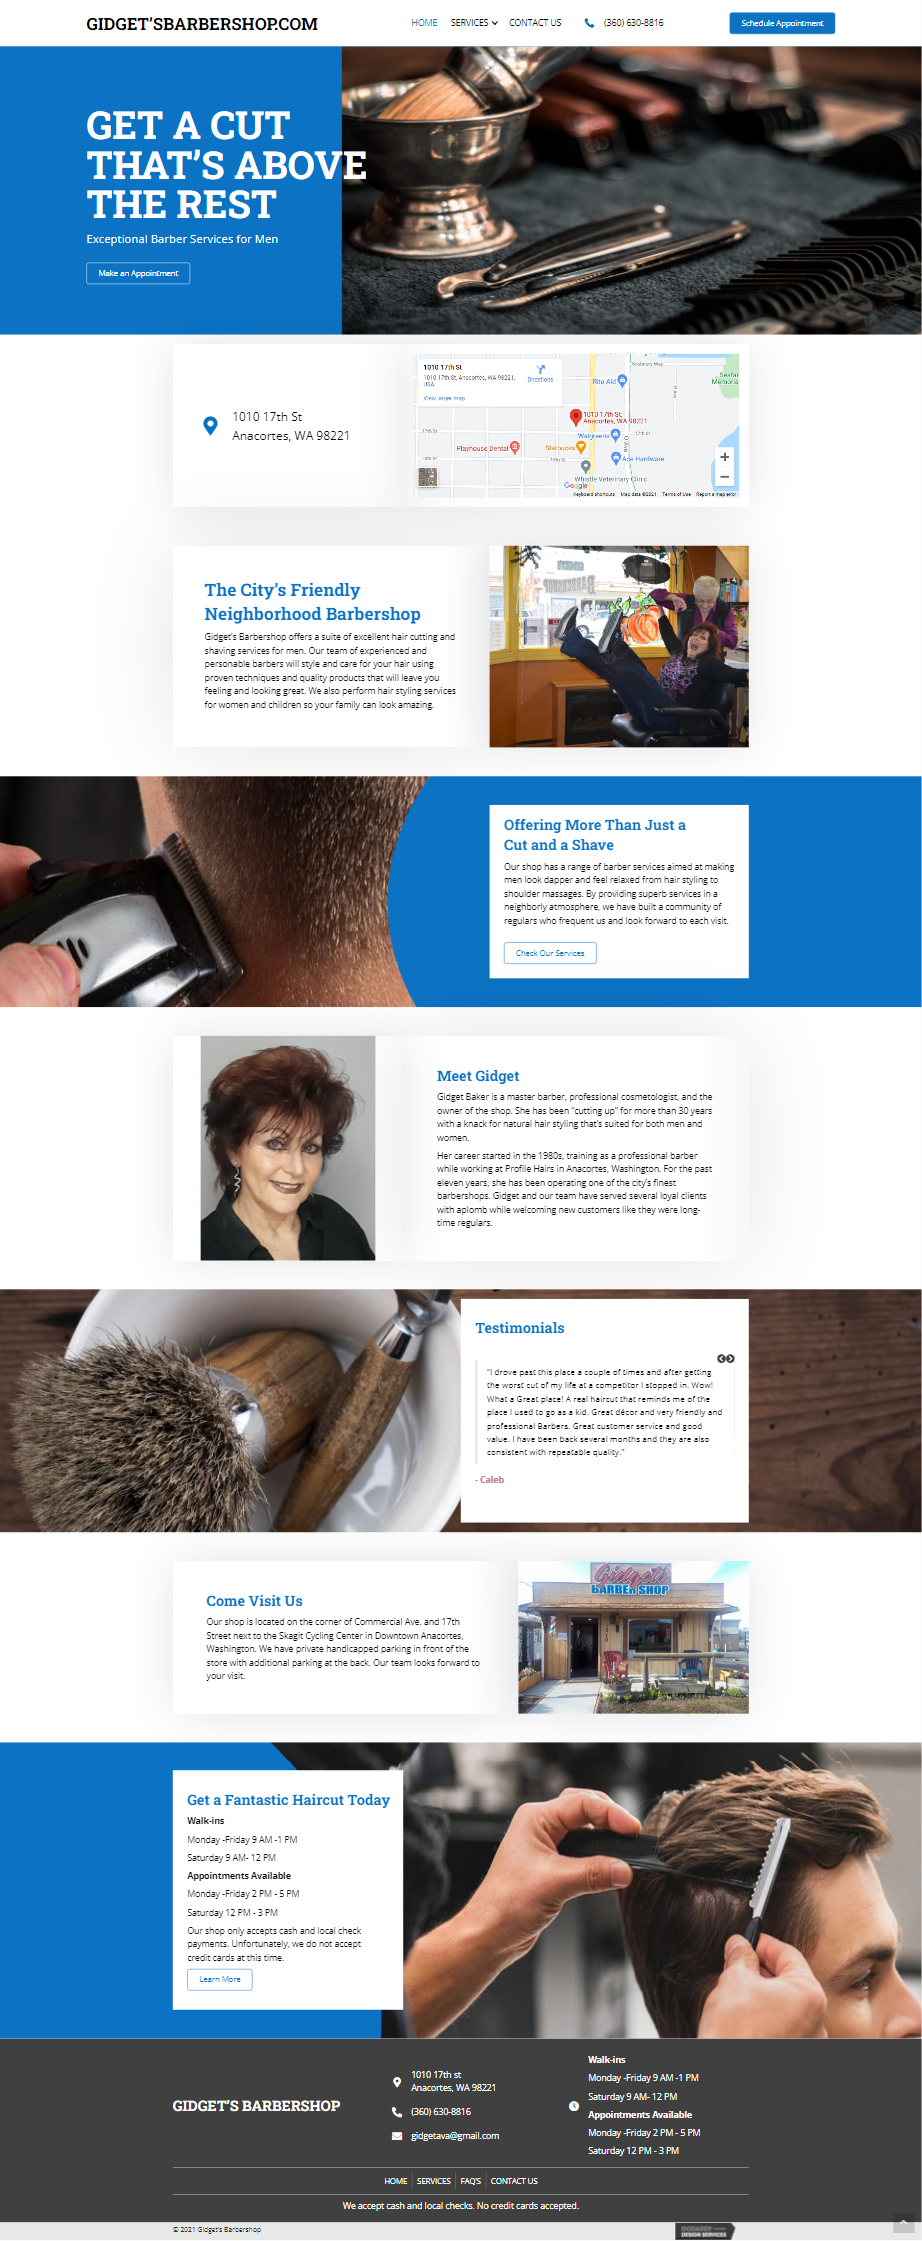 GIDGET'SBARBERSHOP.COM
HOME SERVICES CONTACT US (360) 630-8816 Schedule Appointment
GET A CUT
THAT'S ABOVE
THE REST
Exceptional Barber Services for Men
Make an Appointment
1010 17th St
Anacortes, WA 98221
1010 17th St
1010 17th St, Anacortes, WA 98221,
USA
Directions
View larger map
Rite Aid
Seafarers Way
Seafar
Memoria
1010 17th St,
Anacortes, WA 98221
17th St
Walgreens
17th St
Playhouse Dental
Starbucks
Q Ave
18th St
18th St
Ace Hardware
Whistle Veterinary Clinic
Google
Keyboard shortcuts Map data ©2021 Terms of Use Report a map error
The City's Friendly
Neighborhood Barbershop
Gidget's Barbershop offers a suite of excellent hair cutting and
shaving services for men. Our team of experienced and
personable barbers will style and care for your hair using
proven techniques and quality products that will leave you
feeling and looking great. We also perform hair styling services
for women and children so your family can look amazing.
Offering More Than Just a
Cut and a Shave
Our shop has a range of barber services aimed at making
men look dapper and feel relaxed from hair styling to
shoulder massages. By providing superb services in a
neighborly atmosphere, we have built a community of
regulars who frequent us and look forward to each visit.
Check Our Services
Meet Gidget
Gidget Baker is a master barber, professional cosmetologist, and the
owner of the shop. She has been "cutting up" for more than 30 years
with a knack for natural hair styling that's suited for both men and
women.
Her career started in the 1980s, training as a professional barber
while working at Profile Hairs in Anacortes, Washington. For the past
eleven years, she has been operating one of the city's finest
barbershops. Gidget and our team have served several loyal clients
with aplomb while welcoming new customers like they were long-
time regulars.
Testimonials
"I drove past this place a couple of times and after getting
the worst cut of my life at a competitor I stopped in. Wow!
What a Great place! A real haircut that reminds me of the
place I used to go as a kid. Great décor and very friendly and
professional Barbers. Great customer service and good
value. I have been back several months and they are also
consistent with repeatable quality."
- Caleb
Come Visit Us
Our shop is located on the corner of Commercial Ave. and 17th
Street next to the Skagit Cycling Center in Downtown Anacortes,
Washington. We have private handicapped parking in front of the
store with additional parking at the back. Our team looks forward to
your visit.
Gidget's
BARBER SHOP
Get a Fantastic Haircut Today
Walk-ins
Monday -Friday 9 AM -1 PM
Saturday 9 AM- 12 PM
Appointments Available
Monday -Friday 2 PM - 5 PM
Saturday 12 PM - 3 PM
Our shop only accepts cash and local check
payments. Unfortunately, we do not accept
credit cards at this time.
Learn More
GIDGET'S BARBERSHOP
1010 17th st
Anacortes, WA 98221
(360) 630-8816
gidgetava@gmail.com
Walk-ins
Monday -Friday 9 AM -1 PM
Saturday 9 AM- 12 PM
Appointments Available
Monday -Friday 2 PM - 5 PM
Saturday 12 PM - 3 PM
HOME SERVICES FAQ'S CONTACT US
We accept cash and local checks. No credit cards accepted.
© 2021 Gidget's Barbershop
GODADDY
DESIGN SERVICES